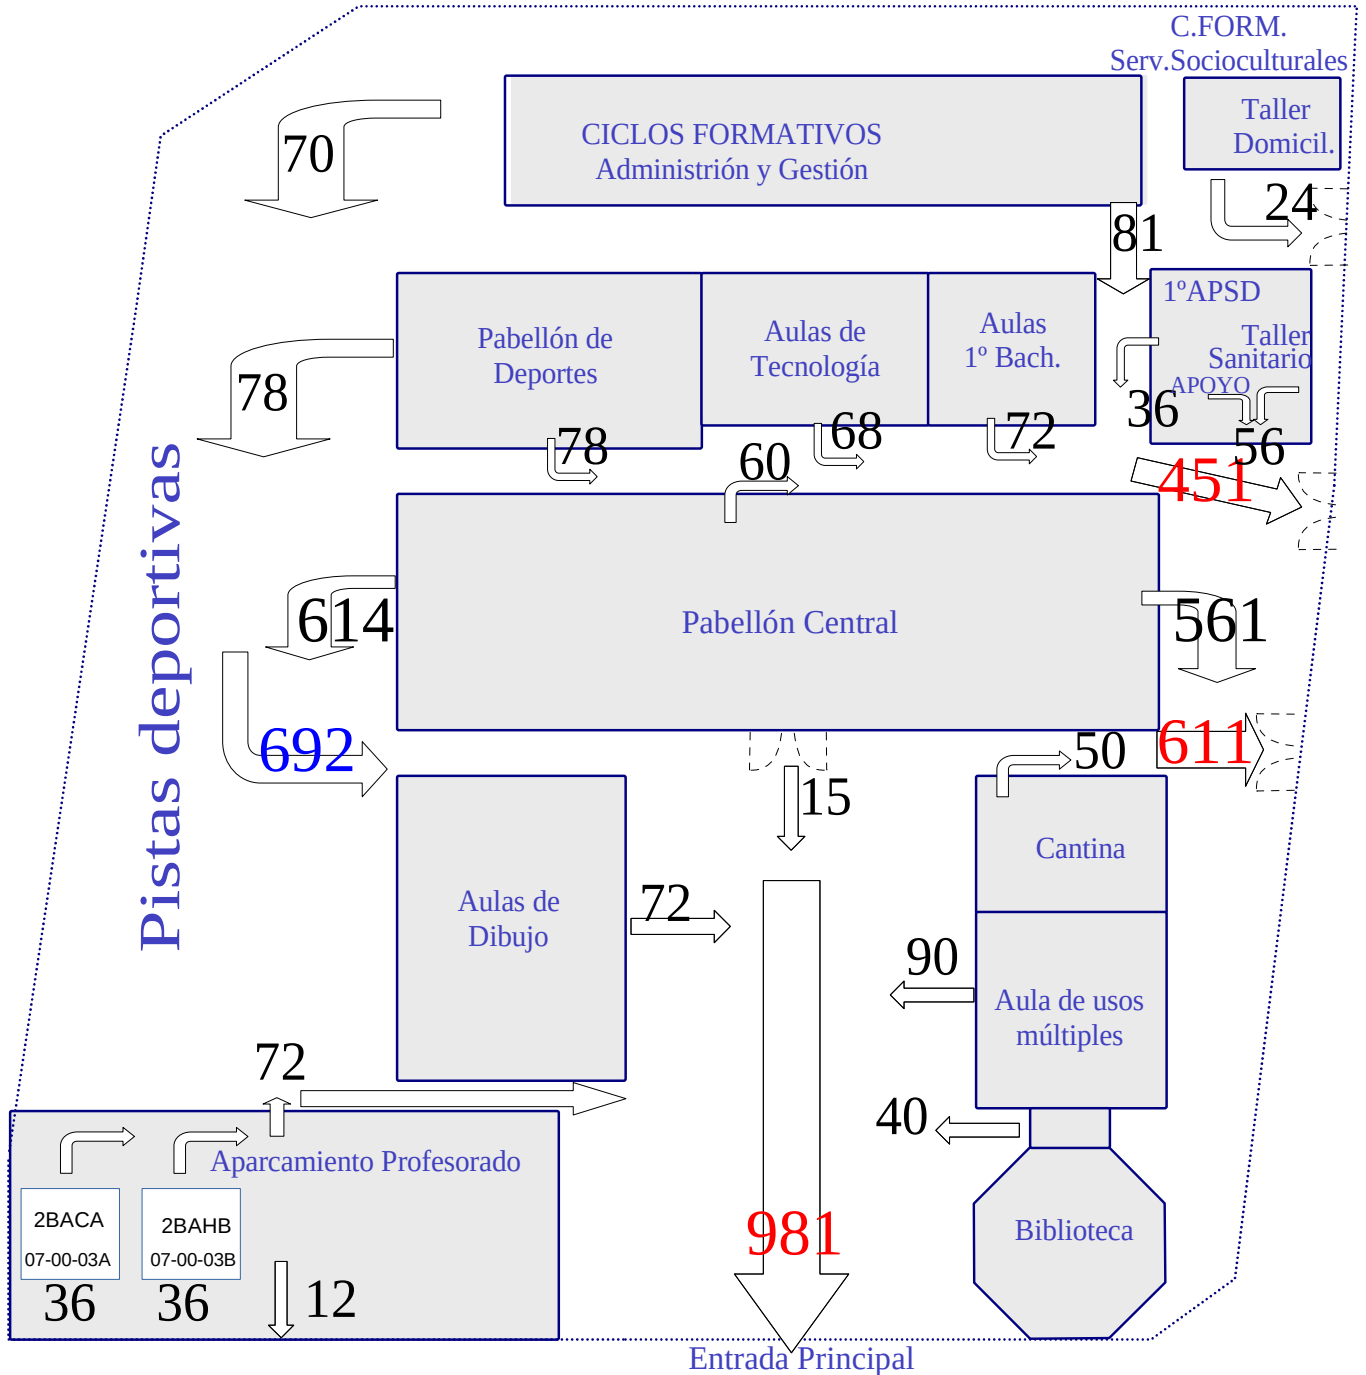 C.FORM.
Serv.Socioculturales
Taller
Domicil.
CICLOS FORMATIVOS
Administrión y Gestión
70
24
81
1ºAPSD
Taller
Sanitario
APOYO
Pabellón de
Deportes
Aulas de
Tecnología
Aulas
1º Bach.
78
36
56
78
60
68
72
451
Pistas deportivas
Pabellón Central
614
561
692
611
50
15
Cantina
Aulas de
Dibujo
72
90
Aula de usos
múltiples
72
40
Aparcamiento Profesorado
2BACA
07-00-03A
36
2BAHB
07-00-03B
36
12
981
Biblioteca
Entrada Principal